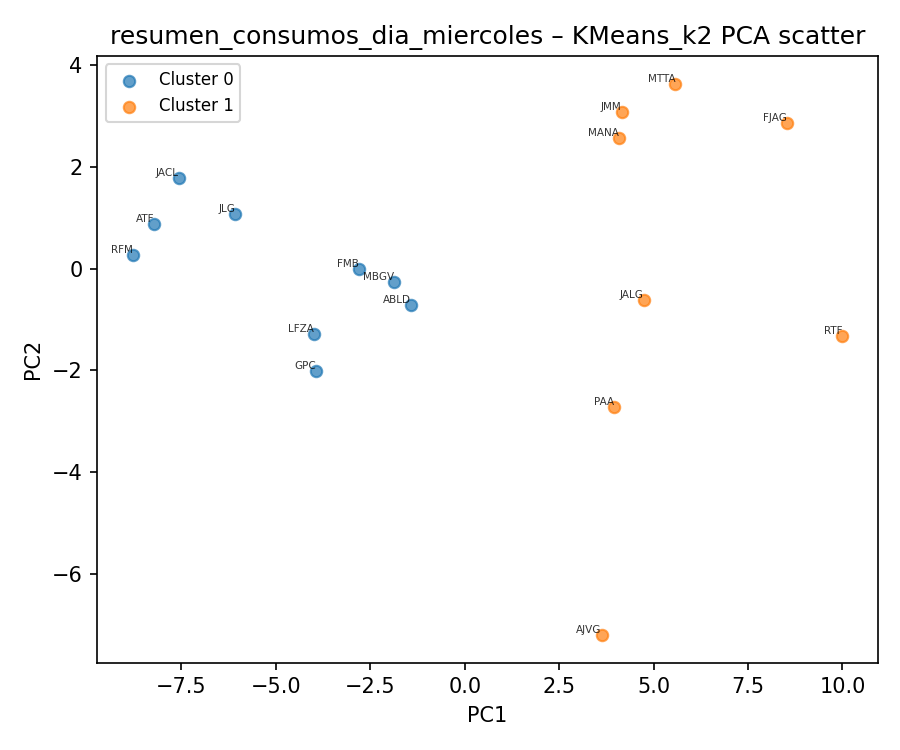 resumen_consumos_dia_miercoles – KMeans_k2 PCA scatter
Cluster 0
Cluster 1
4
2
0
−2
−4
−6
PC2
MTTA
JMM
FJAG
MANA
JACL
JLG
ATF
RFM
FMB
MBGV
ABLD
JALG
LFZA
RTF
GPC
PAA
AJVG
−7.5
−5.0
−2.5
0.0
2.5
5.0
7.5
10.0
PC1